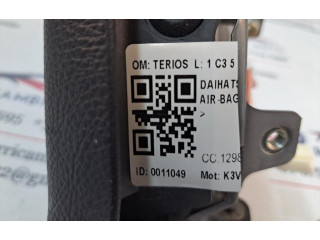 OM: TERIOS L: 1 C3 5
DAIHATS
AIR-BAG
>
CC 1298
ID: 0011049 Mot: K3V